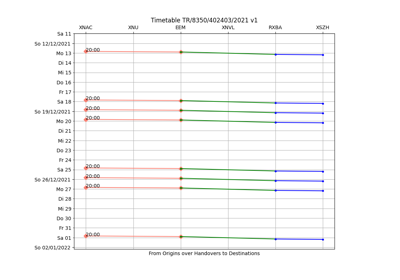 Timetable TR/8350/402403/2021 v1
XNAC XNU EEM XNVL RXBA XSZH
Sa 11
So 12/12/2021
Mo 13
20:00
Di 14
Mi 15
Do 16
Fr 17
Sa 18
20:00
So 19/12/2021
20:00
Mo 20
20:00
Di 21
Mi 22
Do 23
Fr 24
Sa 25
20:00
So 26/12/2021
20:00
Mo 27
20:00
Di 28
Mi 29
Do 30
Fr 31
Sa 01
20:00
So 02/01/2022
From Origins over Handovers to Destinations